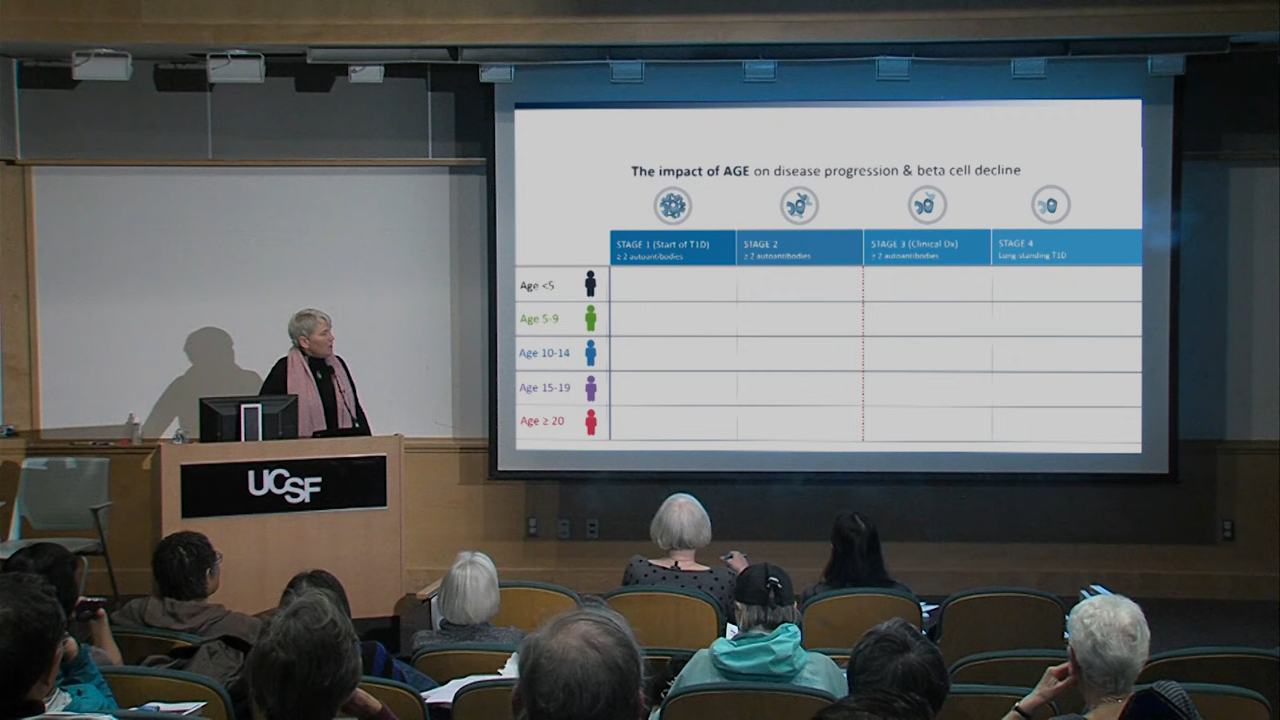 The impact of AGE on disease progression & beta cell decline
STAGE 1 (Start of T1D)
≥ 2 autoantibodies
STAGE 2
≥ 2 autoantibodies
STAGE 3 (Clinical Dx)
≥ 2 autoantibodies
STAGE 4
Long-standing T1D
Age <5
Age 5-9
Age 10-14
Age 15-19
Age ≥ 20
UCSF